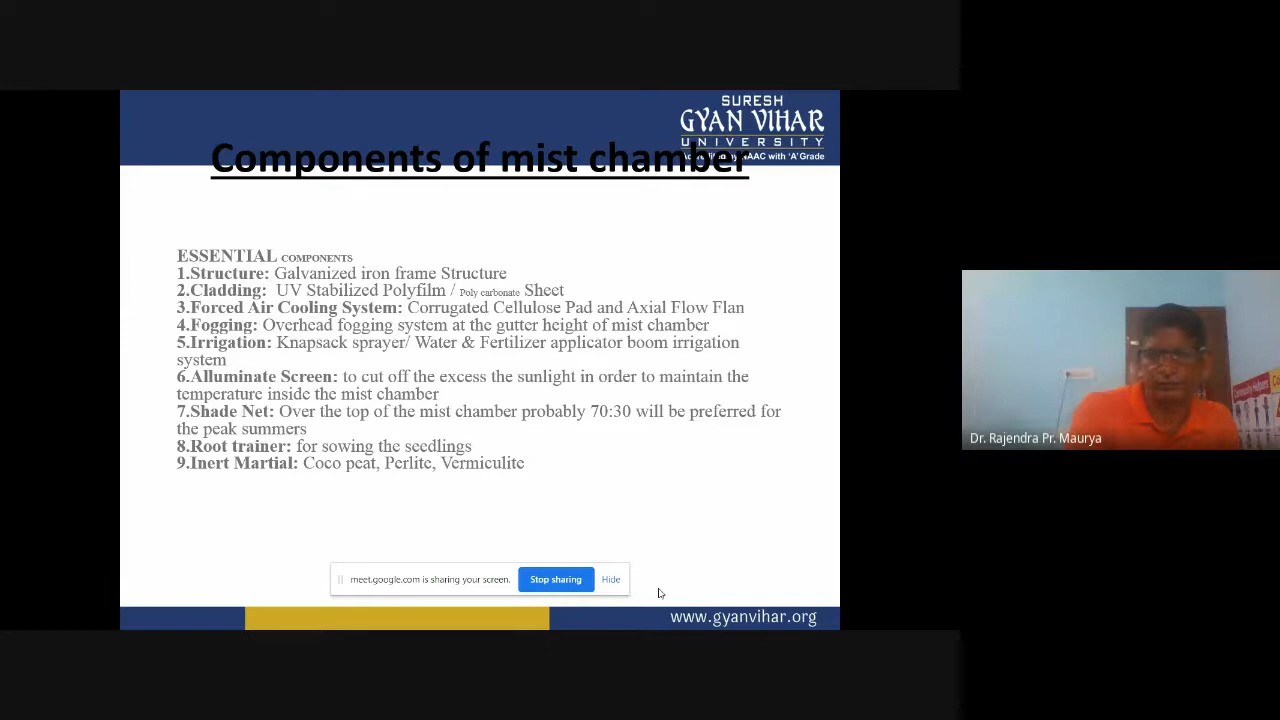 SURESH
GYAN VIHAR
UNIVERSITY
Accredited by NAAC with 'A' Grade
Components of mist chamber
ESSENTIAL COMPONENTS
1.Structure: Galvanized iron frame Structure
2.Cladding: UV Stabilized Polyfilm / Poly carbonate Sheet
3.Forced Air Cooling System: Corrugated Cellulose Pad and Axial Flow Flan
4.Fogging: Overhead fogging system at the gutter height of mist chamber
5.Irrigation: Knapsack sprayer/ Water & Fertilizer applicator boom irrigation
system
6.Alluminate Screen: to cut off the excess the sunlight in order to maintain the
temperature inside the mist chamber
7.Shade Net: Over the top of the mist chamber probably 70:30 will be preferred for
the peak summers
8.Root trainer: for sowing the seedlings
9.Inert Martial: Coco peat, Perlite, Vermiculite
meet.google.com is sharing your screen. Stop sharing Hide
www.gyanvihar.org
Dr. Rajendra Pr. Maurya